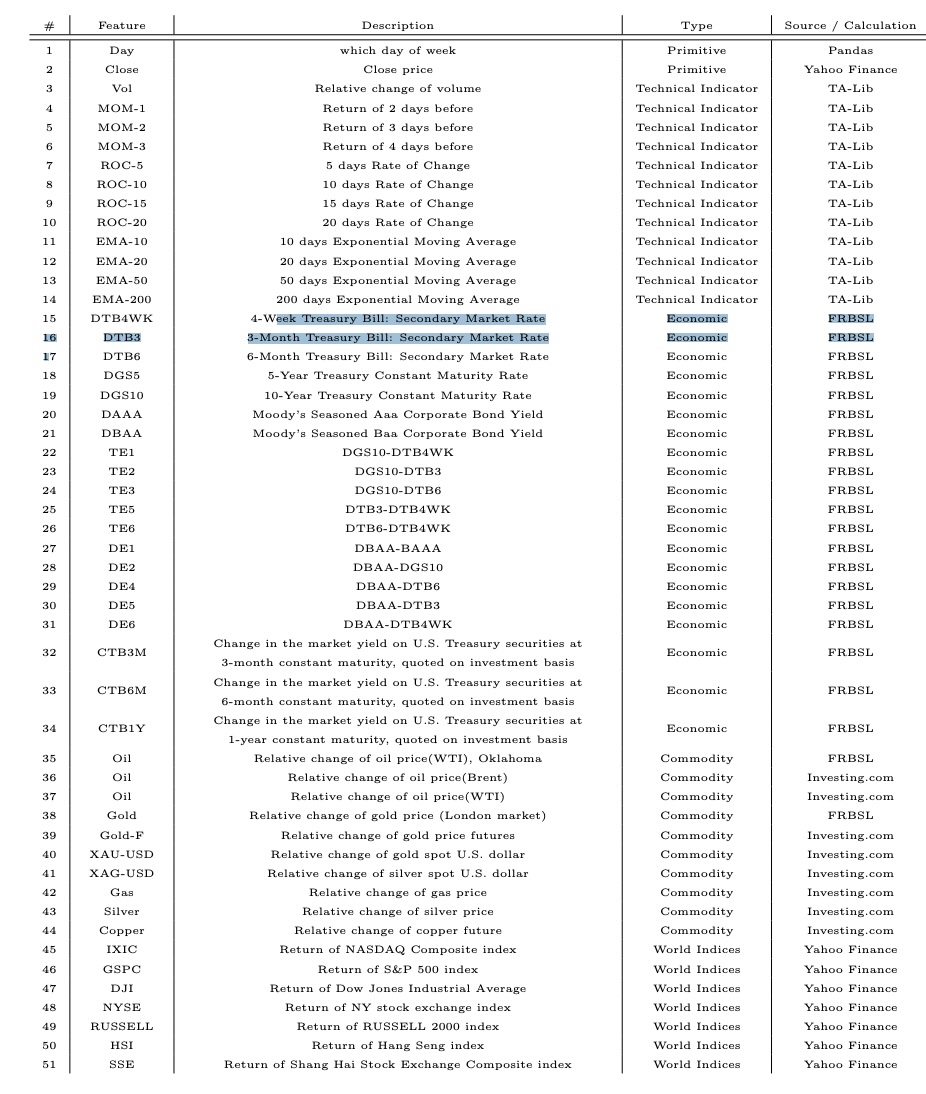 # Feature Description Type Source / Calculation
1 Day which day of week Primitive Pandas
2 Close Close price Primitive Yahoo Finance
3 Vol Relative change of volume Technical Indicator TA-Lib
4 MOM-1 Return of 2 days before Technical Indicator TA-Lib
5 MOM-2 Return of 3 days before Technical Indicator TA-Lib
6 MOM-3 Return of 4 days before Technical Indicator TA-Lib
7 ROC-5 5 days Rate of Change Technical Indicator TA-Lib
8 ROC-10 10 days Rate of Change Technical Indicator TA-Lib
9 ROC-15 15 days Rate of Change Technical Indicator TA-Lib
10 ROC-20 20 days Rate of Change Technical Indicator TA-Lib
11 EMA-10 10 days Exponential Moving Average Technical Indicator TA-Lib
12 EMA-20 20 days Exponential Moving Average Technical Indicator TA-Lib
13 EMA-50 50 days Exponential Moving Average Technical Indicator TA-Lib
14 EMA-200 200 days Exponential Moving Average Technical Indicator TA-Lib
15 DTB4WK 4-Week Treasury Bill: Secondary Market Rate Economic FRBSL
16 DTB3 3-Month Treasury Bill: Secondary Market Rate Economic FRBSL
17 DTB6 6-Month Treasury Bill: Secondary Market Rate Economic FRBSL
18 DGS5 5-Year Treasury Constant Maturity Rate Economic FRBSL
19 DGS10 10-Year Treasury Constant Maturity Rate Economic FRBSL
20 DAAA Moody's Seasoned Aaa Corporate Bond Yield Economic FRBSL
21 DBAA Moody's Seasoned Baa Corporate Bond Yield Economic FRBSL
22 TE1 DGS10-DTB4WK Economic FRBSL
23 TE2 DGS10-DTB3 Economic FRBSL
24 TE3 DGS10-DTB6 Economic FRBSL
25 TE5 DTB3-DTB4WK Economic FRBSL
26 TE6 DTB6-DTB4WK Economic FRBSL
27 DE1 DBAA-BAAA Economic FRBSL
28 DE2 DBAA-DGS10 Economic FRBSL
29 DE4 DBAA-DTB6 Economic FRBSL
30 DE5 DBAA-DTB3 Economic FRBSL
31 DE6 DBAA-DTB4WK Economic FRBSL
32 CTB3M Change in the market yield on U.S. Treasury securities at Economic FRBSL
3-month constant maturity, quoted on investment basis
33 CTB6M Change in the market yield on U.S. Treasury securities at Economic FRBSL
6-month constant maturity, quoted on investment basis
34 CTB1Y Change in the market yield on U.S. Treasury securities at Economic FRBSL
1-year constant maturity, quoted on investment basis
35 Oil Relative change of oil price(WTI), Oklahoma Commodity FRBSL
36 Oil Relative change of oil price(Brent) Commodity Investing.com
37 Oil Relative change of oil price(WTI) Commodity Investing.com
38 Gold Relative change of gold price (London market) Commodity FRBSL
39 Gold-F Relative change of gold price futures Commodity Investing.com
40 XAU-USD Relative change of gold spot U.S. dollar Commodity Investing.com
41 XAG-USD Relative change of silver spot U.S. dollar Commodity Investing.com
42 Gas Relative change of gas price Commodity Investing.com
43 Silver Relative change of silver price Commodity Investing.com
44 Copper Relative change of copper future Commodity Investing.com
45 IXIC Return of NASDAQ Composite index World Indices Yahoo Finance
46 GSPC Return of S&P 500 index World Indices Yahoo Finance
47 DJI Return of Dow Jones Industrial Average World Indices Yahoo Finance
48 NYSE Return of NY stock exchange index World Indices Yahoo Finance
49 RUSSELL Return of RUSSELL 2000 index World Indices Yahoo Finance
50 HSI Return of Hang Seng index World Indices Yahoo Finance
51 SSE Return of Shang Hai Stock Exchange Composite index World Indices Yahoo Finance